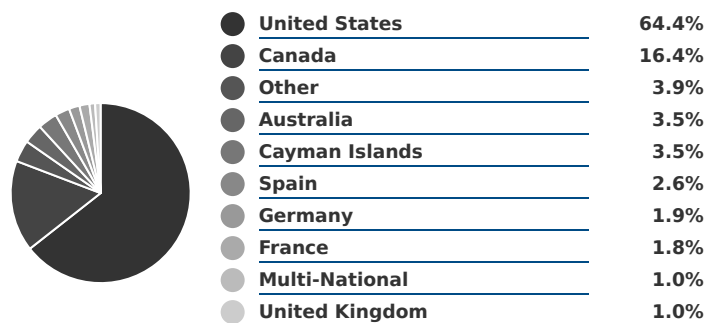 United States 64.4%
Canada 16.4%
Other 3.9%
Australia 3.5%
Cayman Islands 3.5%
Spain 2.6%
Germany 1.9%
France 1.8%
Multi-National 1.0%
United Kingdom 1.0%